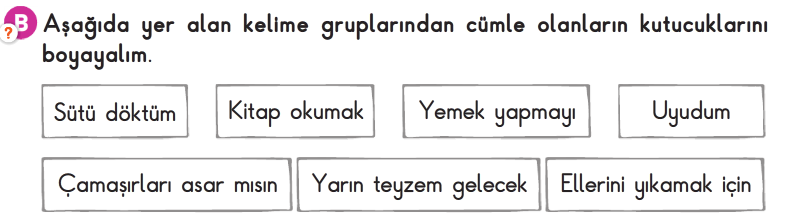 B Aşağıda yer alan kelime gruplarından cümle olanların kutucuklarını
? boyayalım.
Sütü döktüm Kitap okumak Yemek yapmayı Uyudum
Çamaşırları asar mısın Yarın teyzem gelecek Ellerini yıkamak için